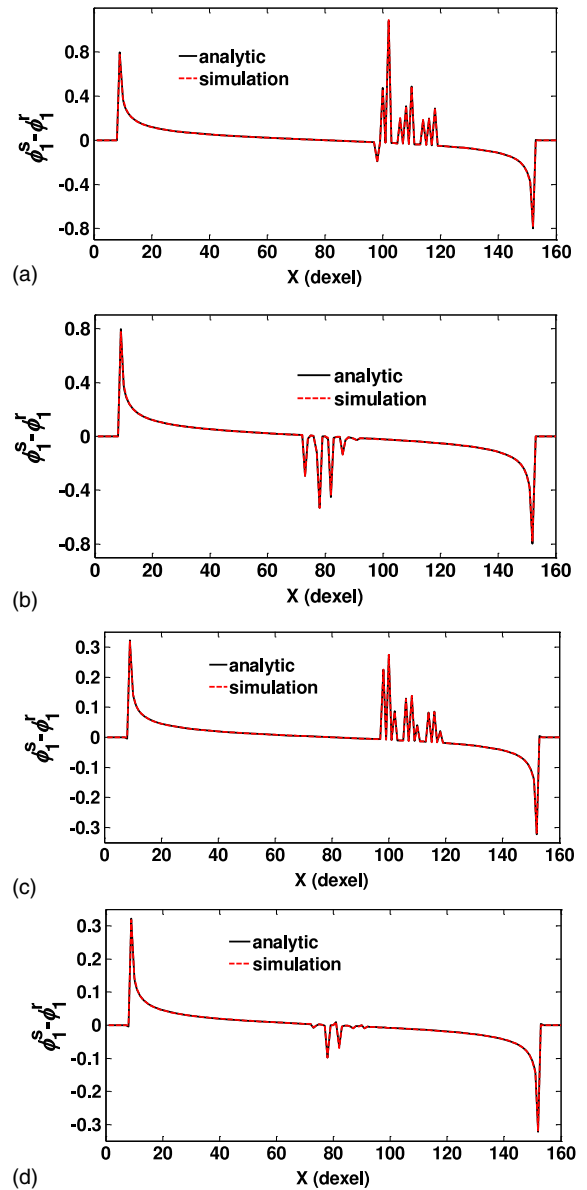 0.8
0.4
0
-0.4
-0.8
ϕ₁ˢ-ϕ₁ʳ
analytic
simulation
0 20 40 60 80 100 120 140 160
X (dexel)
(a)
0.8
0.4
0
-0.4
-0.8
ϕ₁ˢ-ϕ₁ʳ
analytic
simulation
0 20 40 60 80 100 120 140 160
X (dexel)
(b)
0.3
0.2
0.1
0
-0.1
-0.2
-0.3
ϕ₁ˢ-ϕ₁ʳ
analytic
simulation
0 20 40 60 80 100 120 140 160
X (dexel)
(c)
0.3
0.2
0.1
0
-0.1
-0.2
-0.3
ϕ₁ˢ-ϕ₁ʳ
analytic
simulation
0 20 40 60 80 100 120 140 160
X (dexel)
(d)